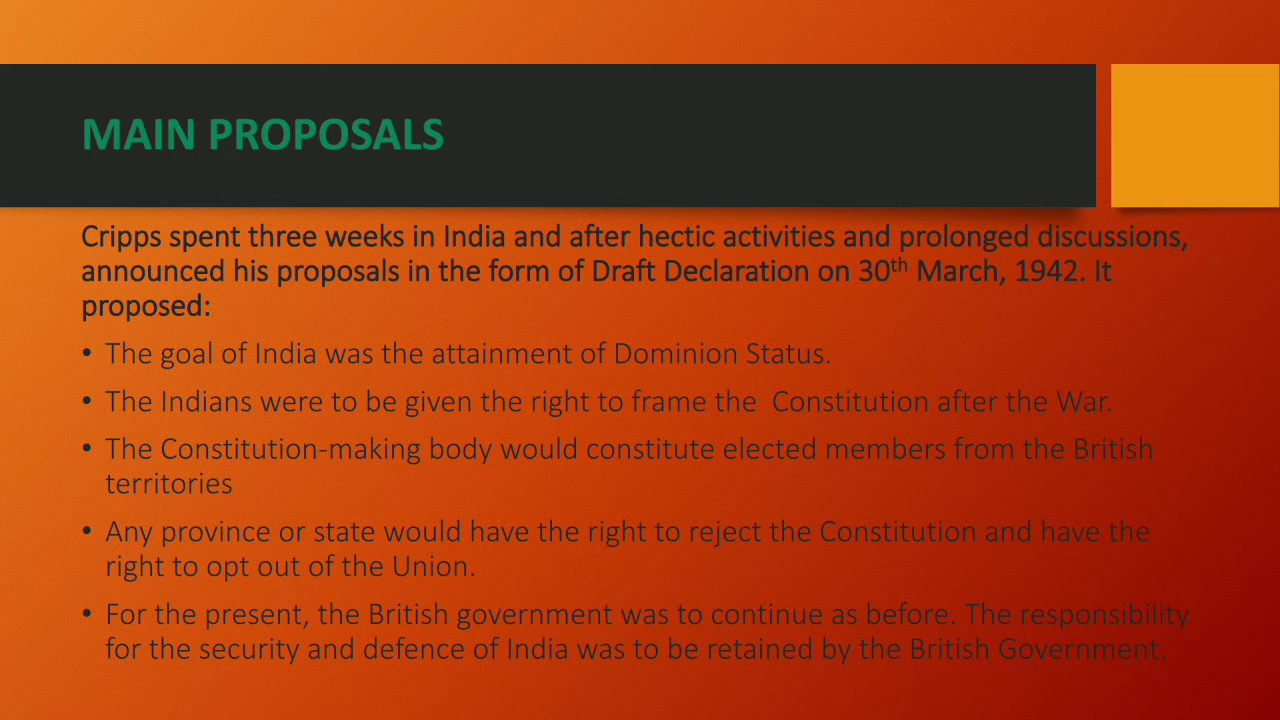 MAIN PROPOSALS
Cripps spent three weeks in India and after hectic activities and prolonged discussions,
announced his proposals in the form of Draft Declaration on 30th March, 1942. It
proposed:
• The goal of India was the attainment of Dominion Status.
• The Indians were to be given the right to frame the  Constitution after the War.
• The Constitution-making body would constitute elected members from the British
territories
• Any province or state would have the right to reject the Constitution and have the
right to opt out of the Union.
• For the present, the British government was to continue as before. The responsibility
for the security and defence of India was to be retained by the British Government.